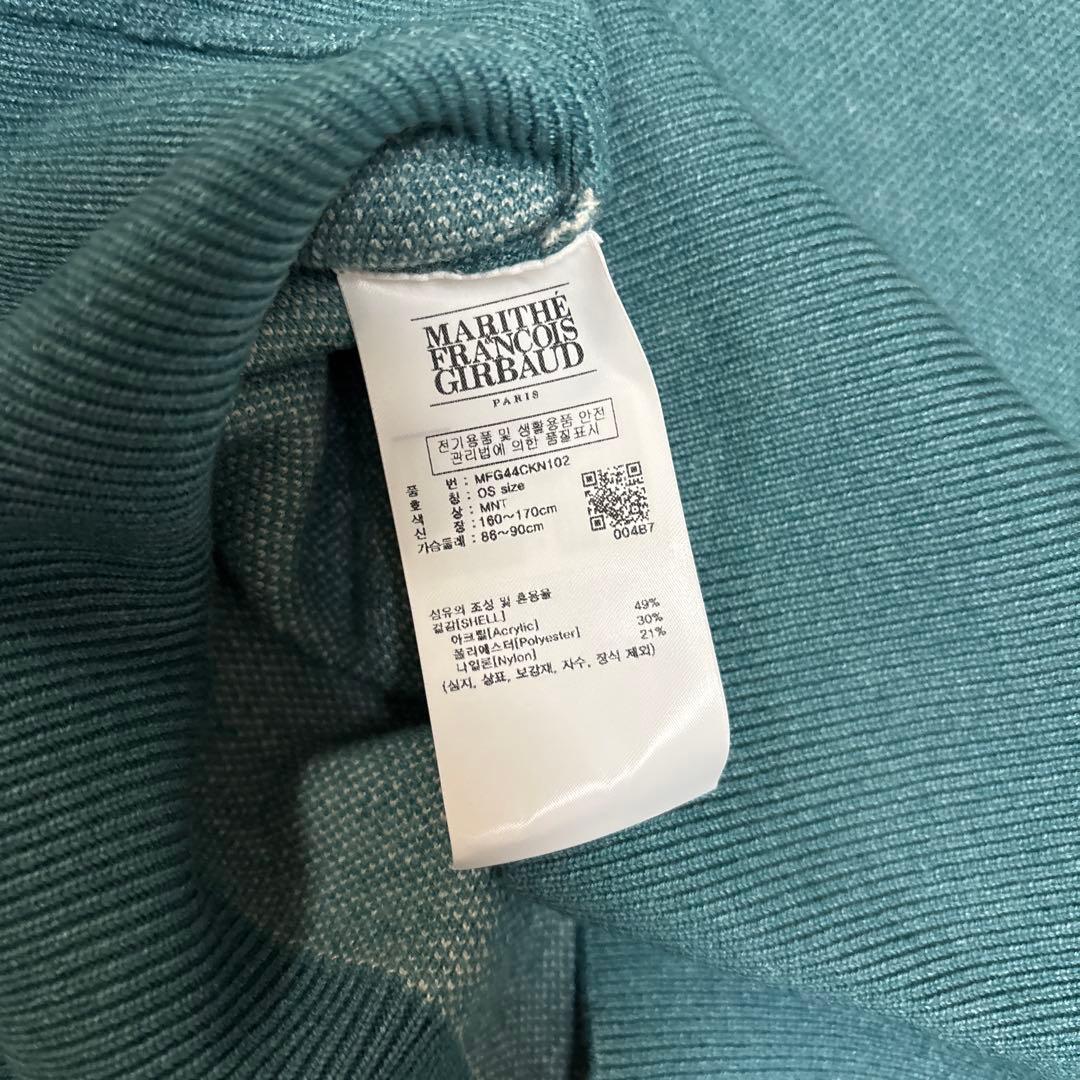 MARITHÉ
FRANCOIS
GIRBAUD
PARIS
전기용품 및 생활용품 안전
관리법에 의한 품질표시
품 번 : MFG44CKN102
호 칭 : OS size
색 상 : MNT
신 장 : 160~170cm
가슴둘레 : 86~90cm
004B7
섬유의 조성 및 혼용율
겉감[SHELL]
아크릴[Acrylic] 49%
폴리에스터[Polyester] 30%
나일론[Nylon] 21%
(심지, 상표, 보강재, 자수, 장식 제외)